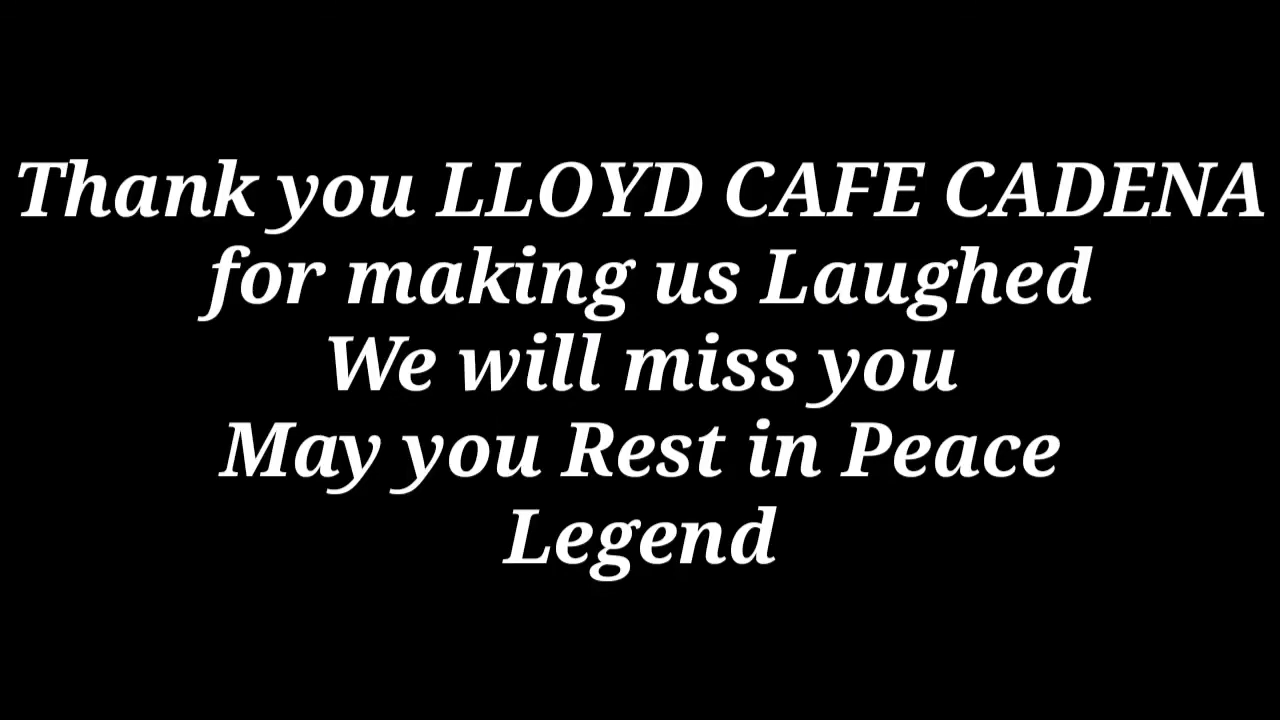 Thank you LLOYD CAFE CADENA
for making us Laughed
We will miss you
May you Rest in Peace
Legend